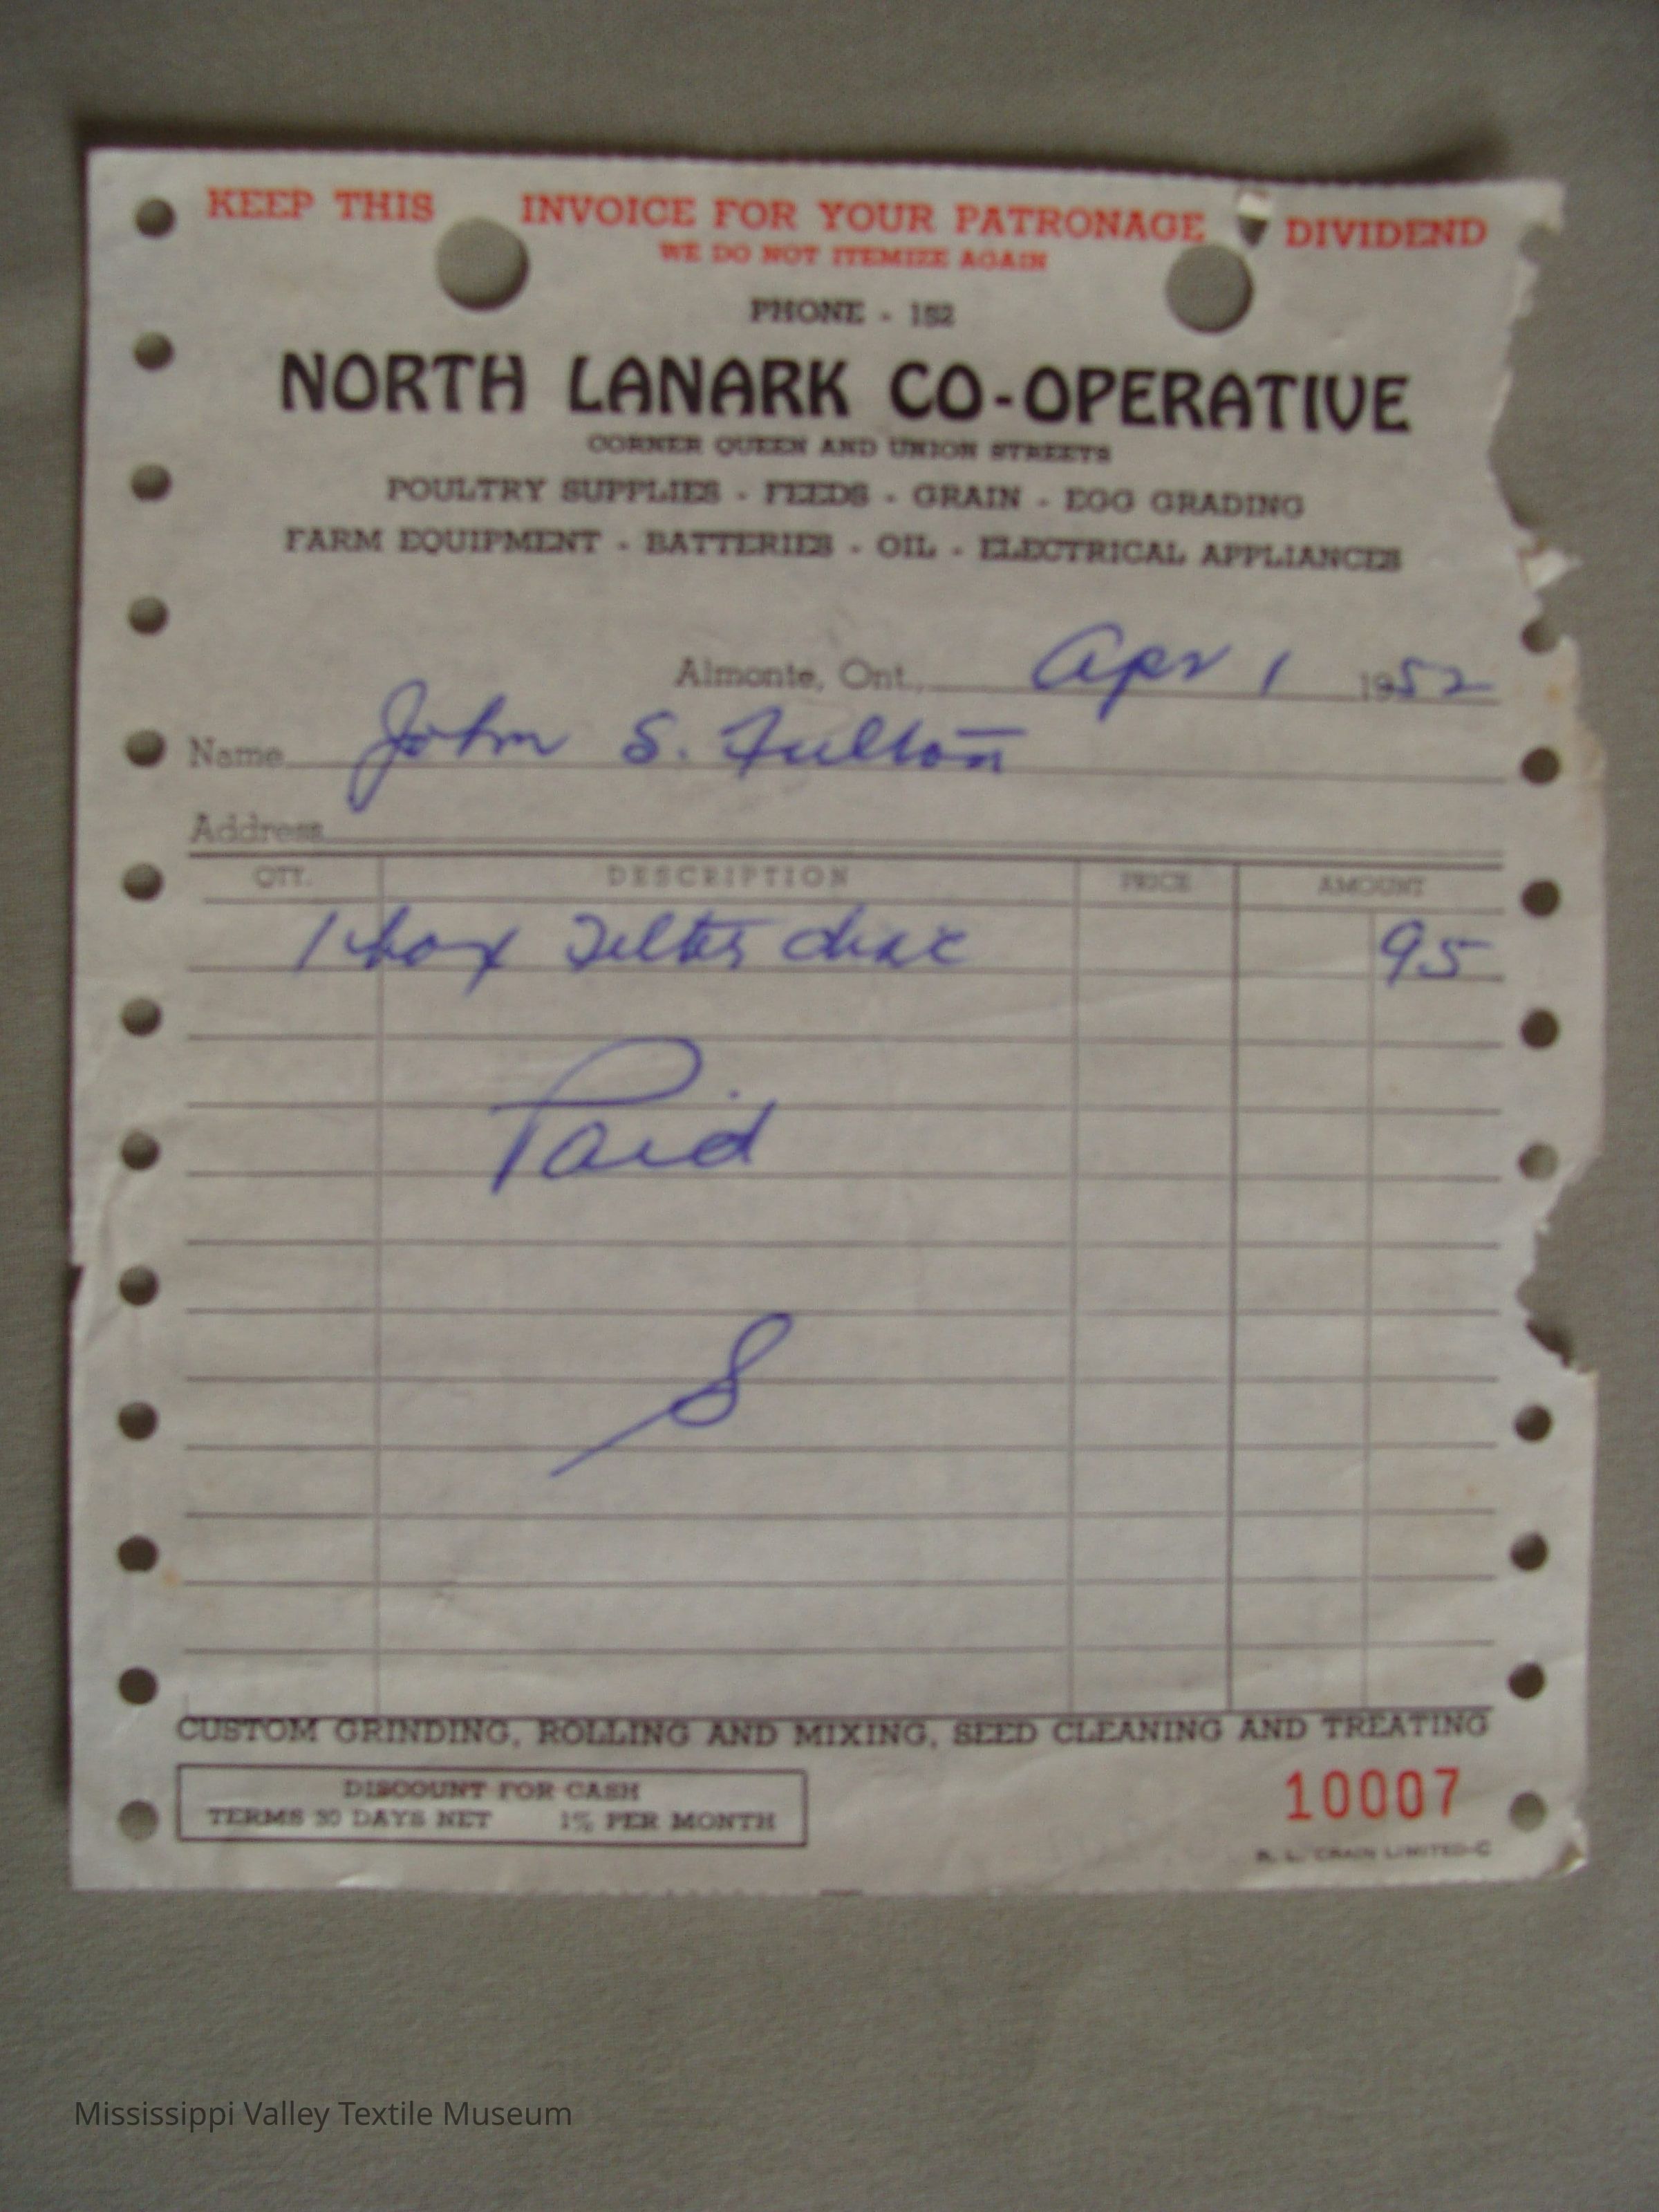 KEEP THIS INVOICE FOR YOUR PATRONAGE DIVIDEND
WE DO NOT ITEMIZE AGAIN
PHONE - 152
NORTH LANARK CO-OPERATIVE
CORNER QUEEN AND UNION STREETS
POULTRY SUPPLIES - FEEDS - GRAIN - EGG GRADING
FARM EQUIPMENT - BATTERIES - OIL - ELECTRICAL APPLIANCES
Almonte, Ont., Apr 1 1952
Name John S. Fulton
Address
QTY. DESCRIPTION PRICE AMOUNT
1 box Filter disc 95
Paid
S
CUSTOM GRINDING, ROLLING AND MIXING, SEED CLEANING AND TREATING
DISCOUNT FOR CASH
TERMS 30 DAYS NET 1% PER MONTH
10007
R. L. CRAIN LIMITED-C
Mississippi Valley Textile Museum